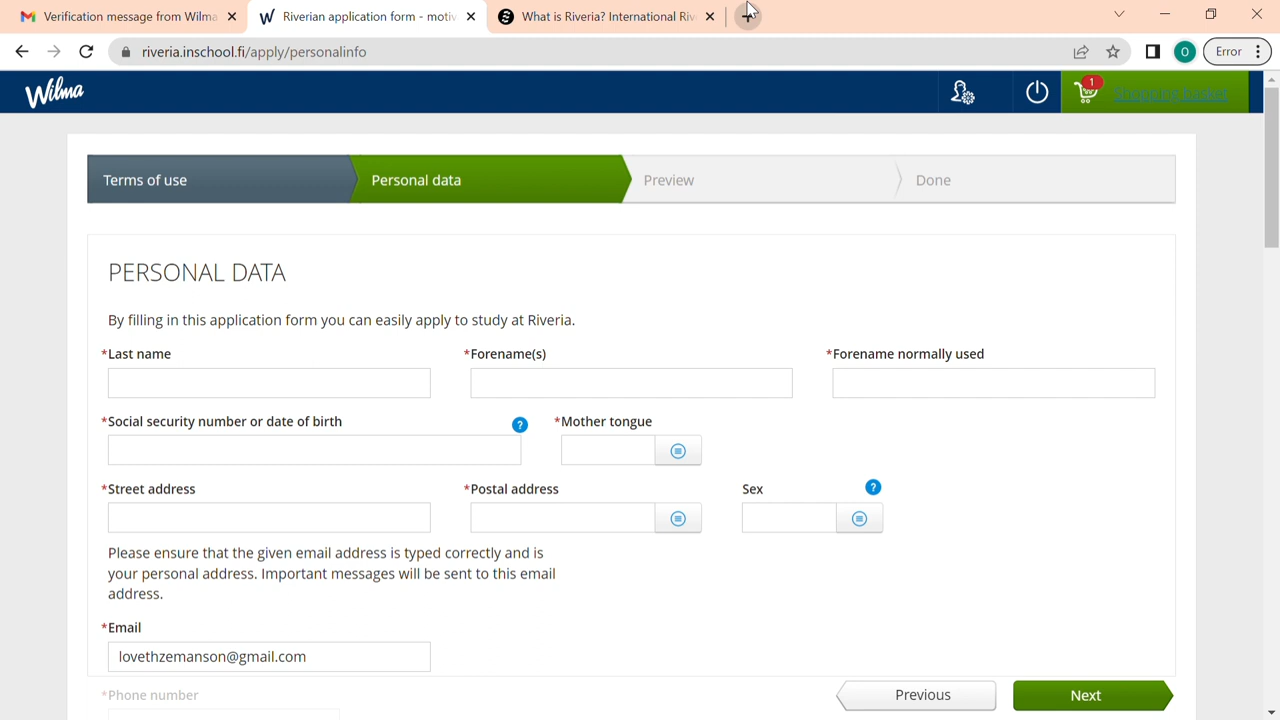 Verification message from Wilma
Riverian application form - motiv
What is Riveria? International Riv
riveria.inschool.fi/apply/personalinfo
O
Error
Wilma
1
Shopping basket
Terms of use
Personal data
Preview
Done
PERSONAL DATA
By filling in this application form you can easily apply to study at Riveria.
*Last name
*Forename(s)
*Forename normally used
*Social security number or date of birth
?
*Mother tongue
*Street address
*Postal address
Sex
?
Please ensure that the given email address is typed correctly and is
your personal address. Important messages will be sent to this email
address.
*Email
lovethzemanson@gmail.com
*Phone number
Previous
Next